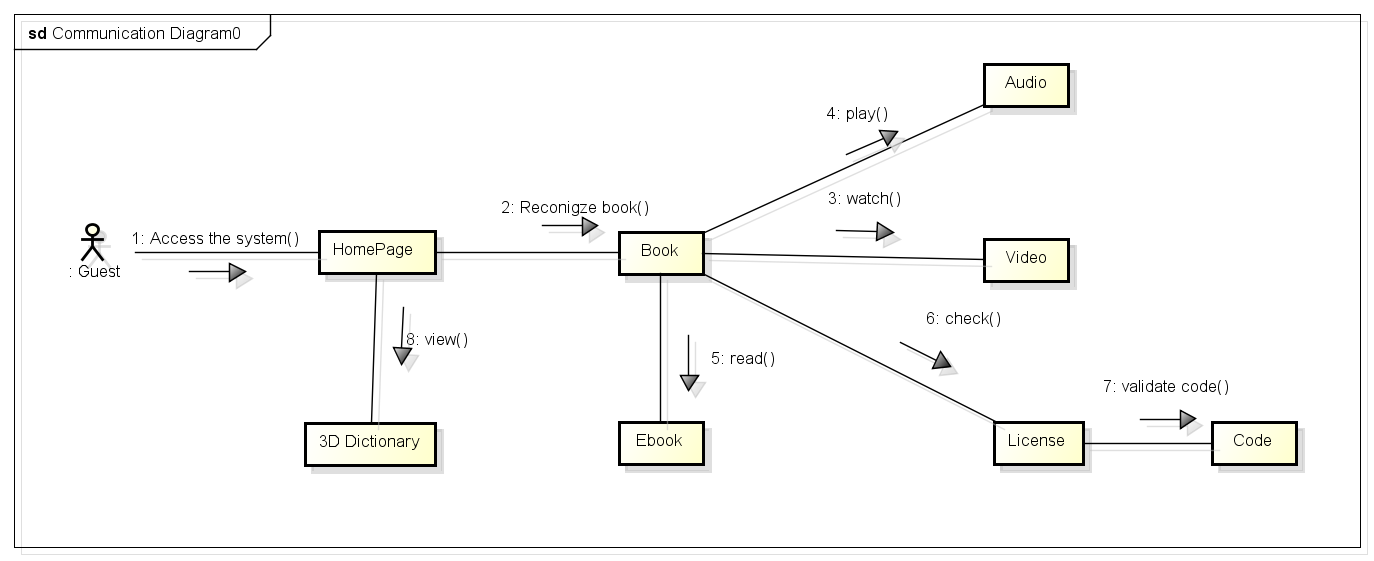 sd Communication Diagram0
Audio
4: play()
3: watch()
2: Reconigze book()
1: Access the system()
HomePage
Book
Video
: Guest
6: check()
8: view()
5: read()
7: validate code()
3D Dictionary
Ebook
License
Code